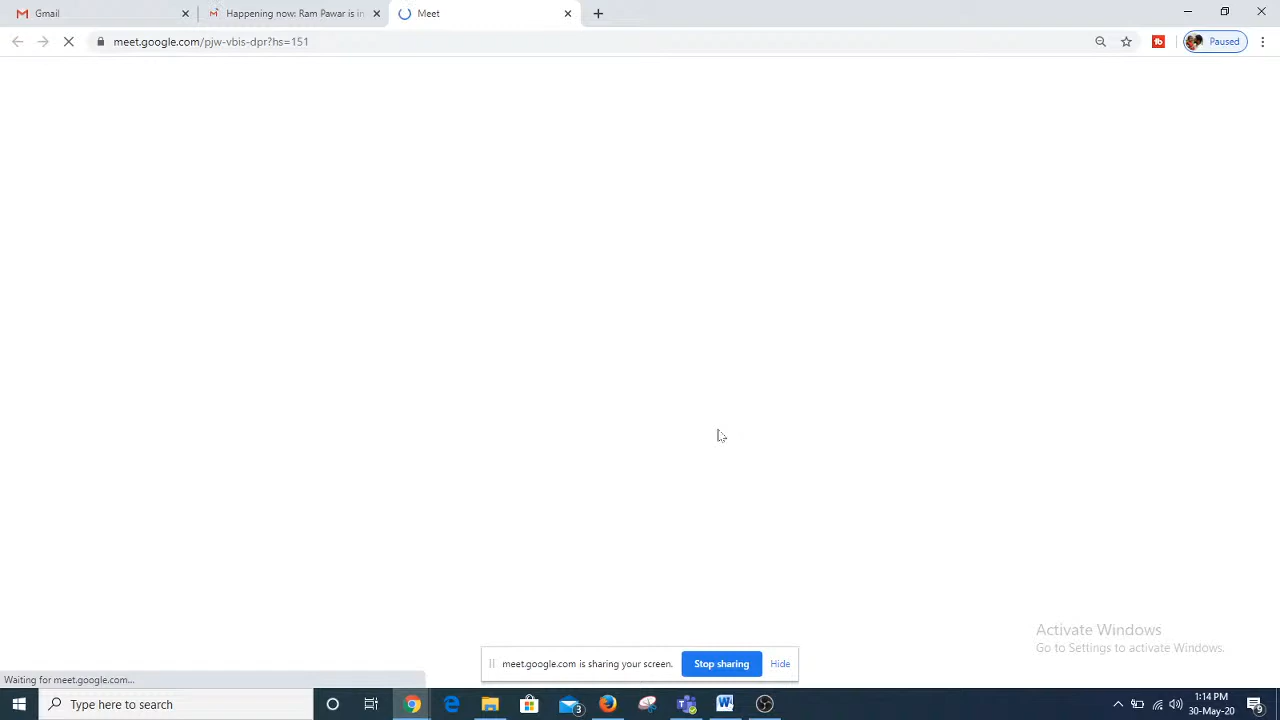 Gmail
Happening now: Ram Pawar is in
Meet
meet.google.com/pjw-vbis-dpr?hs=151
Paused
Activate Windows
Go to Settings to activate Windows.
meet.google.com is sharing your screen.
Stop sharing
Hide
Waiting for meet.google.com...
Type here to search
3
1:14 PM
30-May-20
9